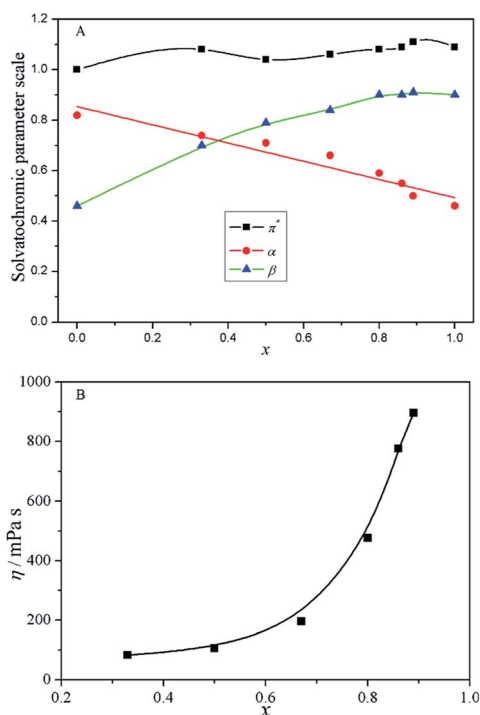 A
Solvatochromic parameter scale
1.2
1.0
0.8
0.6
0.4
0.2
0.0
π*
α
β
0.0 0.2 0.4 0.6 0.8 1.0
x
B
η / mPa s
1000
800
600
400
200
0
0.2 0.4 0.6 0.8 1.0
x